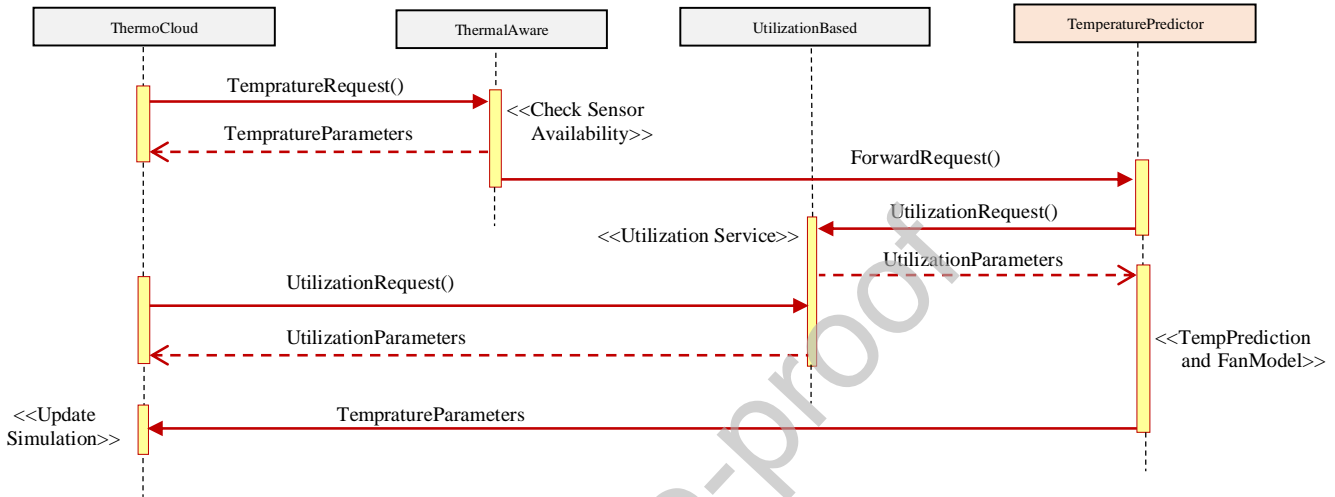 ThermoCloud
ThermalAware
UtilizationBased
TemperaturePredictor
TempratureRequest()
<<Check Sensor
Availability>>
TempratureParameters
ForwardRequest()
UtilizationRequest()
<<Utilization Service>>
UtilizationParameters
UtilizationRequest()
UtilizationParameters
<<TempPrediction
and FanModel>>
<<Update
Simulation>>
TempratureParameters
e-proof